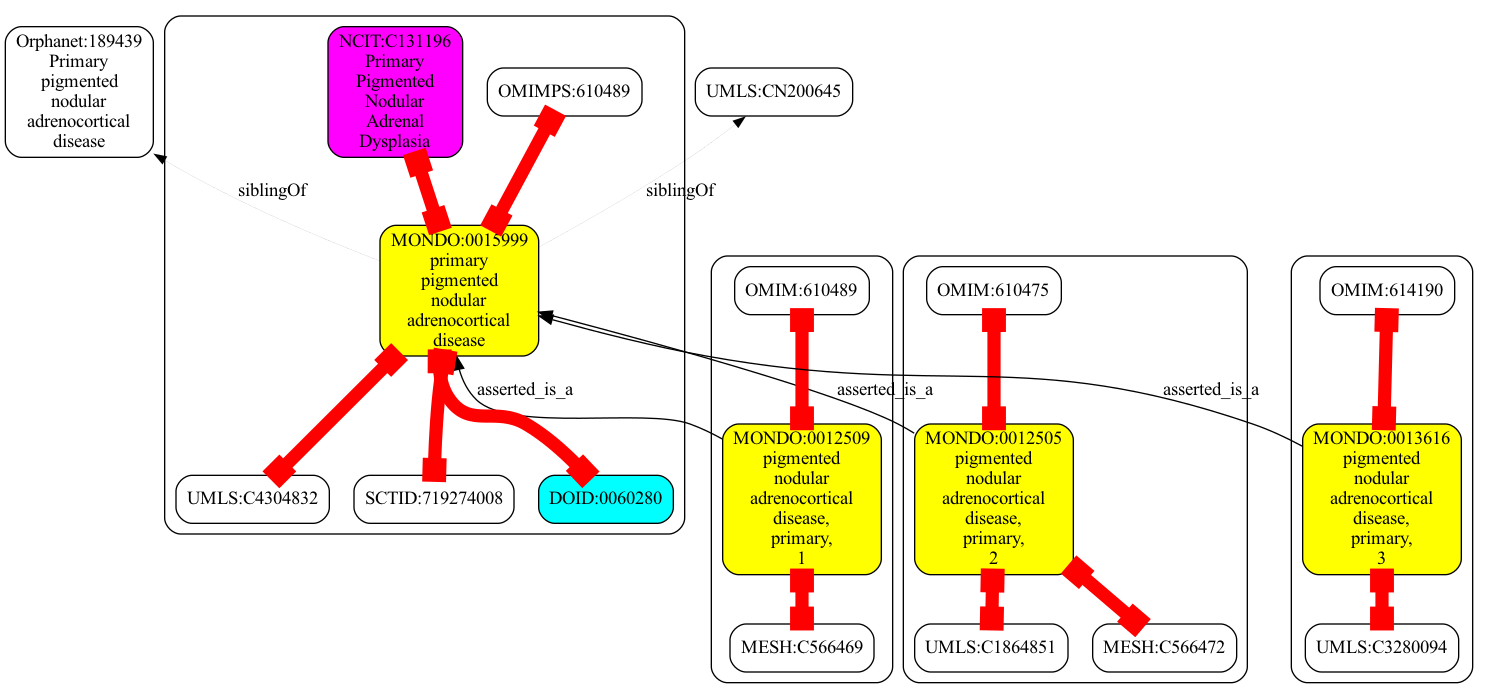 Orphanet:189439
Primary
pigmented
nodular
adrenocortical
disease
NCIT:C131196
Primary
Pigmented
Nodular
Adrenal
Dysplasia
OMIMPS:610489
UMLS:CN200645
siblingOf
siblingOf
MONDO:0015999
primary
pigmented
nodular
adrenocortical
disease
OMIM:610489
OMIM:610475
OMIM:614190
asserted_is_a
asserted_is_a
asserted_is_a
UMLS:C4304832
SCTID:719274008
DOID:0060280
MONDO:0012509
pigmented
nodular
adrenocortical
disease,
primary,
1
MONDO:0012505
pigmented
nodular
adrenocortical
disease,
primary,
2
MONDO:0013616
pigmented
nodular
adrenocortical
disease,
primary,
3
MESH:C566469
UMLS:C1864851
MESH:C566472
UMLS:C3280094